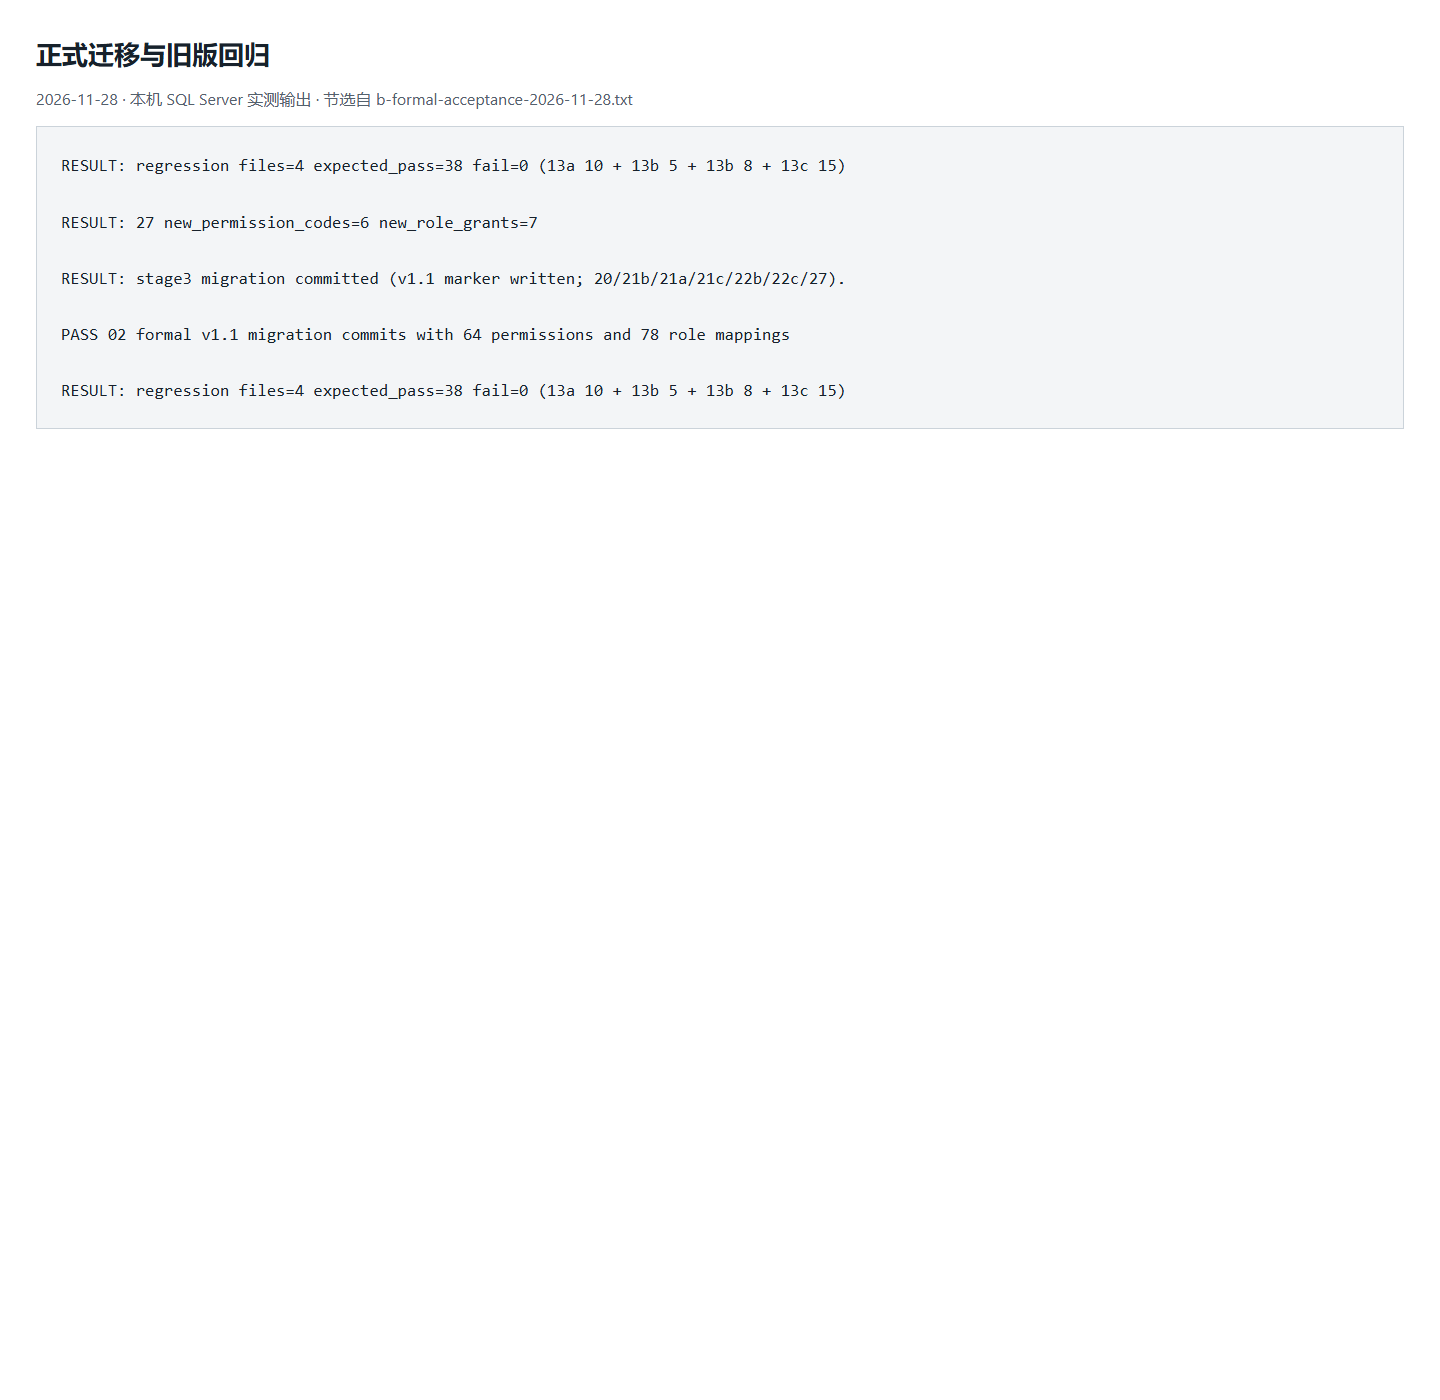 正式迁移与旧版回归
2026-11-28 · 本机 SQL Server 实测输出 · 节选自 b-formal-acceptance-2026-11-28.txt
RESULT: regression files=4 expected_pass=38 fail=0 (13a 10 + 13b 5 + 13b 8 + 13c 15)
RESULT: 27 new_permission_codes=6 new_role_grants=7
RESULT: stage3 migration committed (v1.1 marker written; 20/21b/21a/21c/22b/22c/27).
PASS 02 formal v1.1 migration commits with 64 permissions and 78 role mappings
RESULT: regression files=4 expected_pass=38 fail=0 (13a 10 + 13b 5 + 13b 8 + 13c 15)